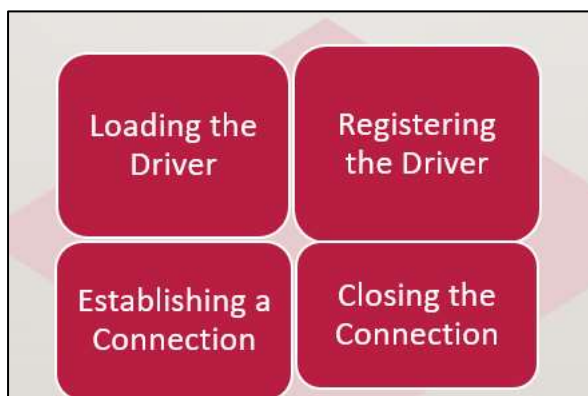 Loading the
Driver
Registering
the Driver
Establishing a
Connection
Closing the
Connection